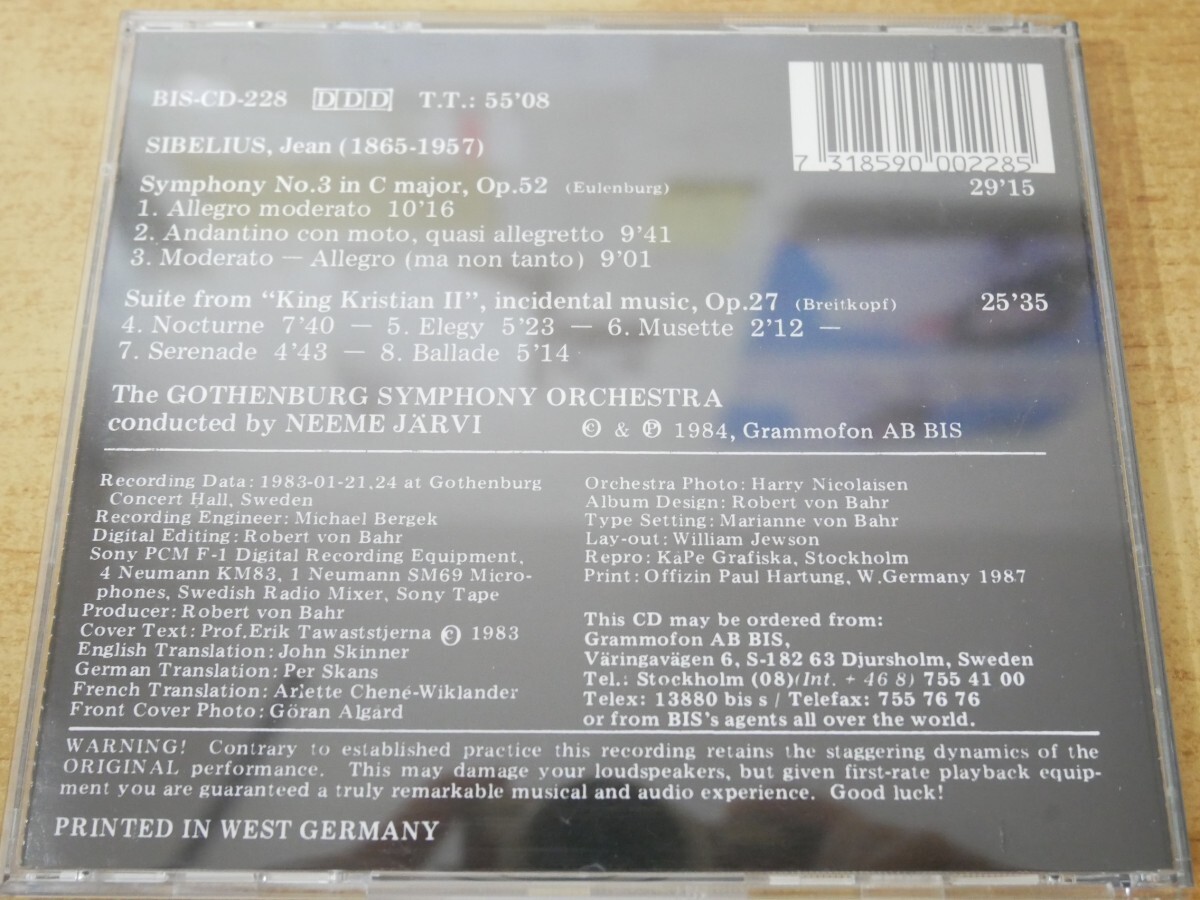 BIS-CD-228 DDD T.T.: 55'08
7 318590 002285
SIBELIUS, Jean (1865-1957)
Symphony No.3 in C major, Op.52 (Eulenburg) 29'15
1. Allegro moderato 10'16
2. Andantino con moto, quasi allegretto 9'41
3. Moderato — Allegro (ma non tanto) 9'01
Suite from “King Kristian II”, incidental music, Op.27 (Breitkopf) 25'35
4. Nocturne 7'40 — 5. Elegy 5'23 — 6. Musette 2'12 —
7. Serenade 4'43 — 8. Ballade 5'14
The GOTHENBURG SYMPHONY ORCHESTRA
conducted by NEEME JÄRVI © & ℗ 1984, Grammofon AB BIS
Recording Data: 1983-01-21,24 at Gothenburg
Concert Hall, Sweden
Recording Engineer: Michael Bergek
Digital Editing: Robert von Bahr
Sony PCM F-1 Digital Recording Equipment,
4 Neumann KM83, 1 Neumann SM69 Micro-
phones, Swedish Radio Mixer, Sony Tape
Producer: Robert von Bahr
Cover Text: Prof.Erik Tawaststjerna © 1983
English Translation: John Skinner
German Translation: Per Skans
French Translation: Arlette Chené-Wiklander
Front Cover Photo: Göran Algård
Orchestra Photo: Harry Nicolaisen
Album Design: Robert von Bahr
Type Setting: Marianne von Bahr
Lay-out: William Jewson
Repro: KåPe Grafiska, Stockholm
Print: Offizin Paul Hartung, W.Germany 1987
This CD may be ordered from:
Grammofon AB BIS,
Väringavägen 6, S-182 63 Djursholm, Sweden
Tel.: Stockholm (08)(Int. + 46 8) 755 41 00
Telex: 13880 bis s / Telefax: 755 76 76
or from BIS's agents all over the world.
WARNING! Contrary to established practice this recording retains the staggering dynamics of the
ORIGINAL performance. This may damage your loudspeakers, but given first-rate playback equip-
ment you are guaranteed a truly remarkable musical and audio experience. Good luck!
PRINTED IN WEST GERMANY